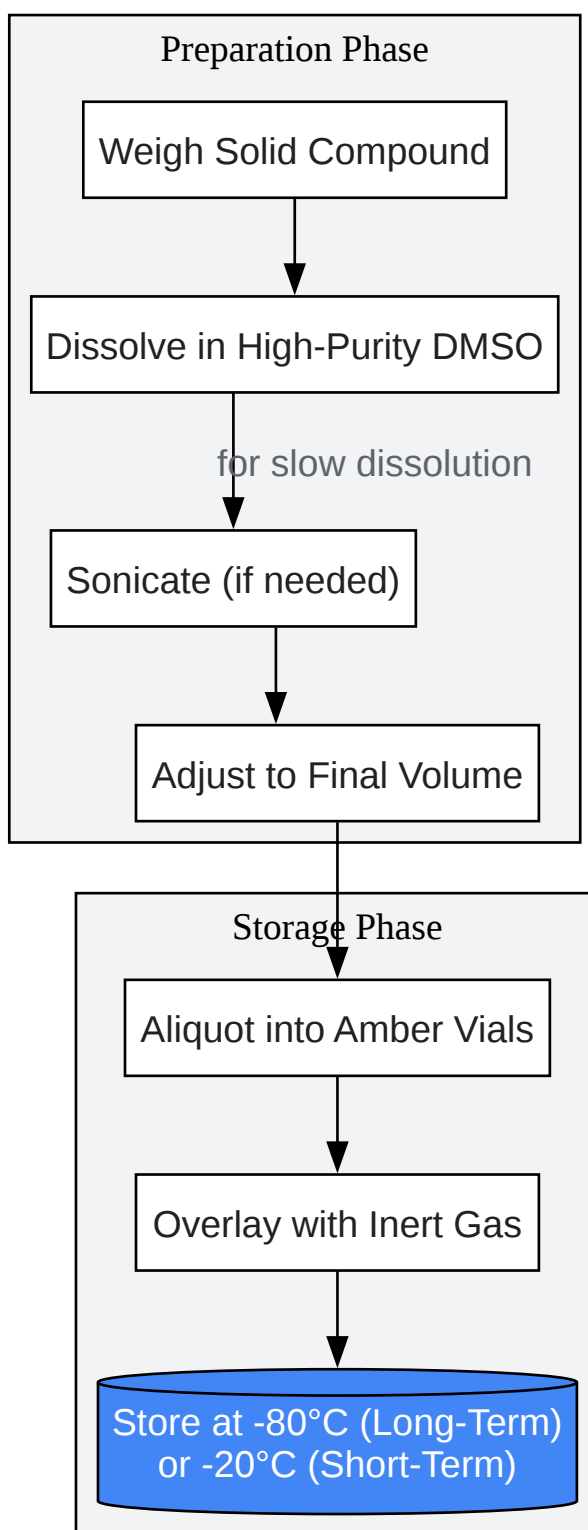 Preparation Phase
Weigh Solid Compound
Dissolve in High-Purity DMSO
for slow dissolution
Sonicate (if needed)
Adjust to Final Volume
Storage Phase
Aliquot into Amber Vials
Overlay with Inert Gas
Store at -80°C (Long-Term)
or -20°C (Short-Term)